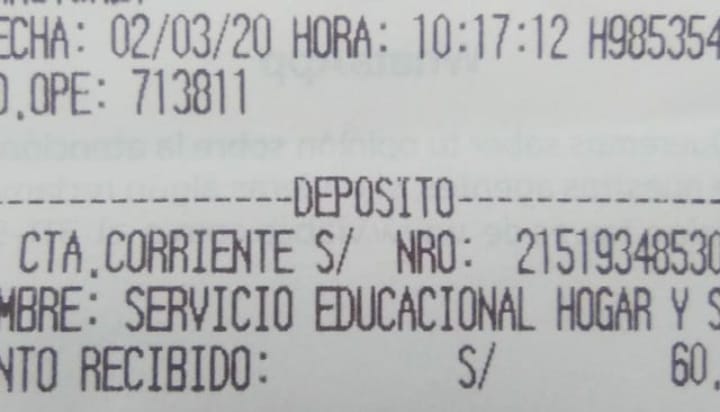 ECHA: 02/03/20 HORA: 10:17:12 H985354
O.OPE: 713811
DEPOSITO
CTA.CORRIENTE S/ NRO: 21519348530
MBRE: SERVICIO EDUCACIONAL HOGAR Y S
NTO RECIBIDO: S/ 60.